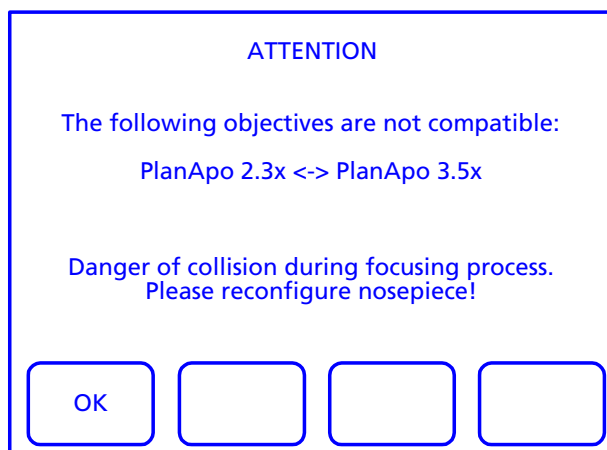 ATTENTION
The following objectives are not compatible:
PlanApo 2.3x <-> PlanApo 3.5x
Danger of collision during focusing process.
Please reconfigure nosepiece!
OK